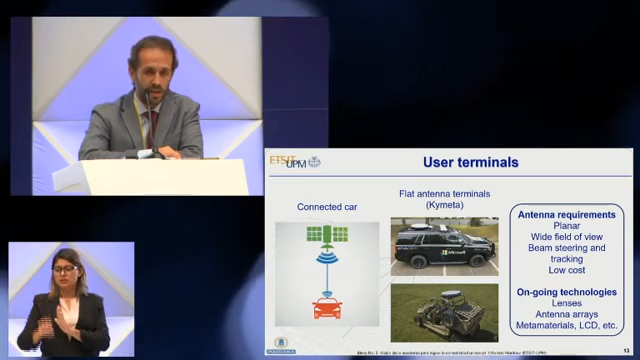 ETSIT
UPM
User terminals
Connected car
Flat antenna terminals
(Kymeta)
Microsoft
Antenna requirements
Planar
Wide field of view
Beam steering and
tracking
Low cost
On-going technologies
Lenses
Antenna arrays
Metamaterials, LCD, etc.
POLITÉCNICA
13